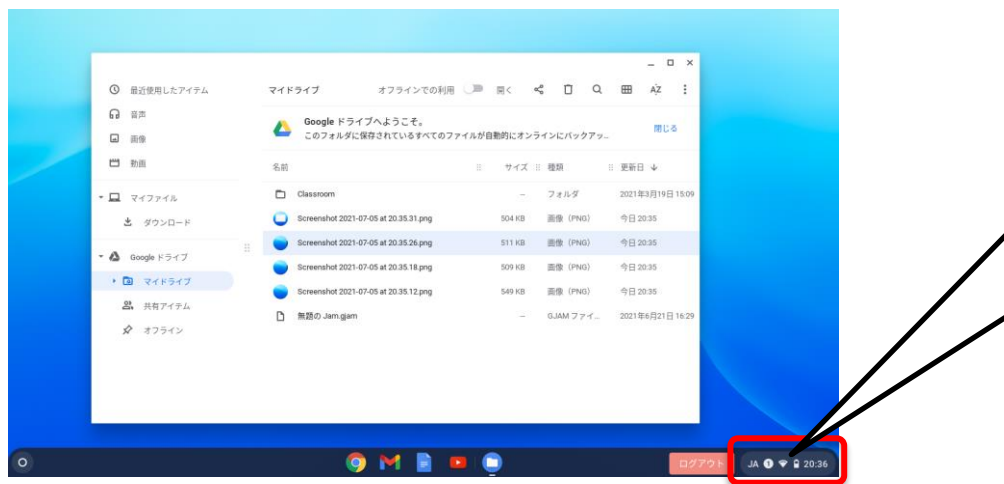 最近使用したアイテム
音声
画像
動画
マイファイル
ダウンロード
Google ドライブ
マイドライブ
共有アイテム
オフライン
マイドライブ オフラインでの利用 開く AZ
Google ドライブへようこそ。
このフォルダに保存されているすべてのファイルが自動的にオンラインにバックアッ... 閉じる
名前 サイズ 種類 更新日
Classroom – フォルダ 2021年3月19日 15:09
Screenshot 2021-07-05 at 20.35.31.png 504 KB 画像（PNG） 今日 20:35
Screenshot 2021-07-05 at 20.35.26.png 511 KB 画像（PNG） 今日 20:35
Screenshot 2021-07-05 at 20.35.18.png 509 KB 画像（PNG） 今日 20:35
Screenshot 2021-07-05 at 20.35.12.png 549 KB 画像（PNG） 今日 20:35
無題の Jam.gjam – GJAM ファイ... 2021年6月21日 16:29
ログアウト JA 1 20:36